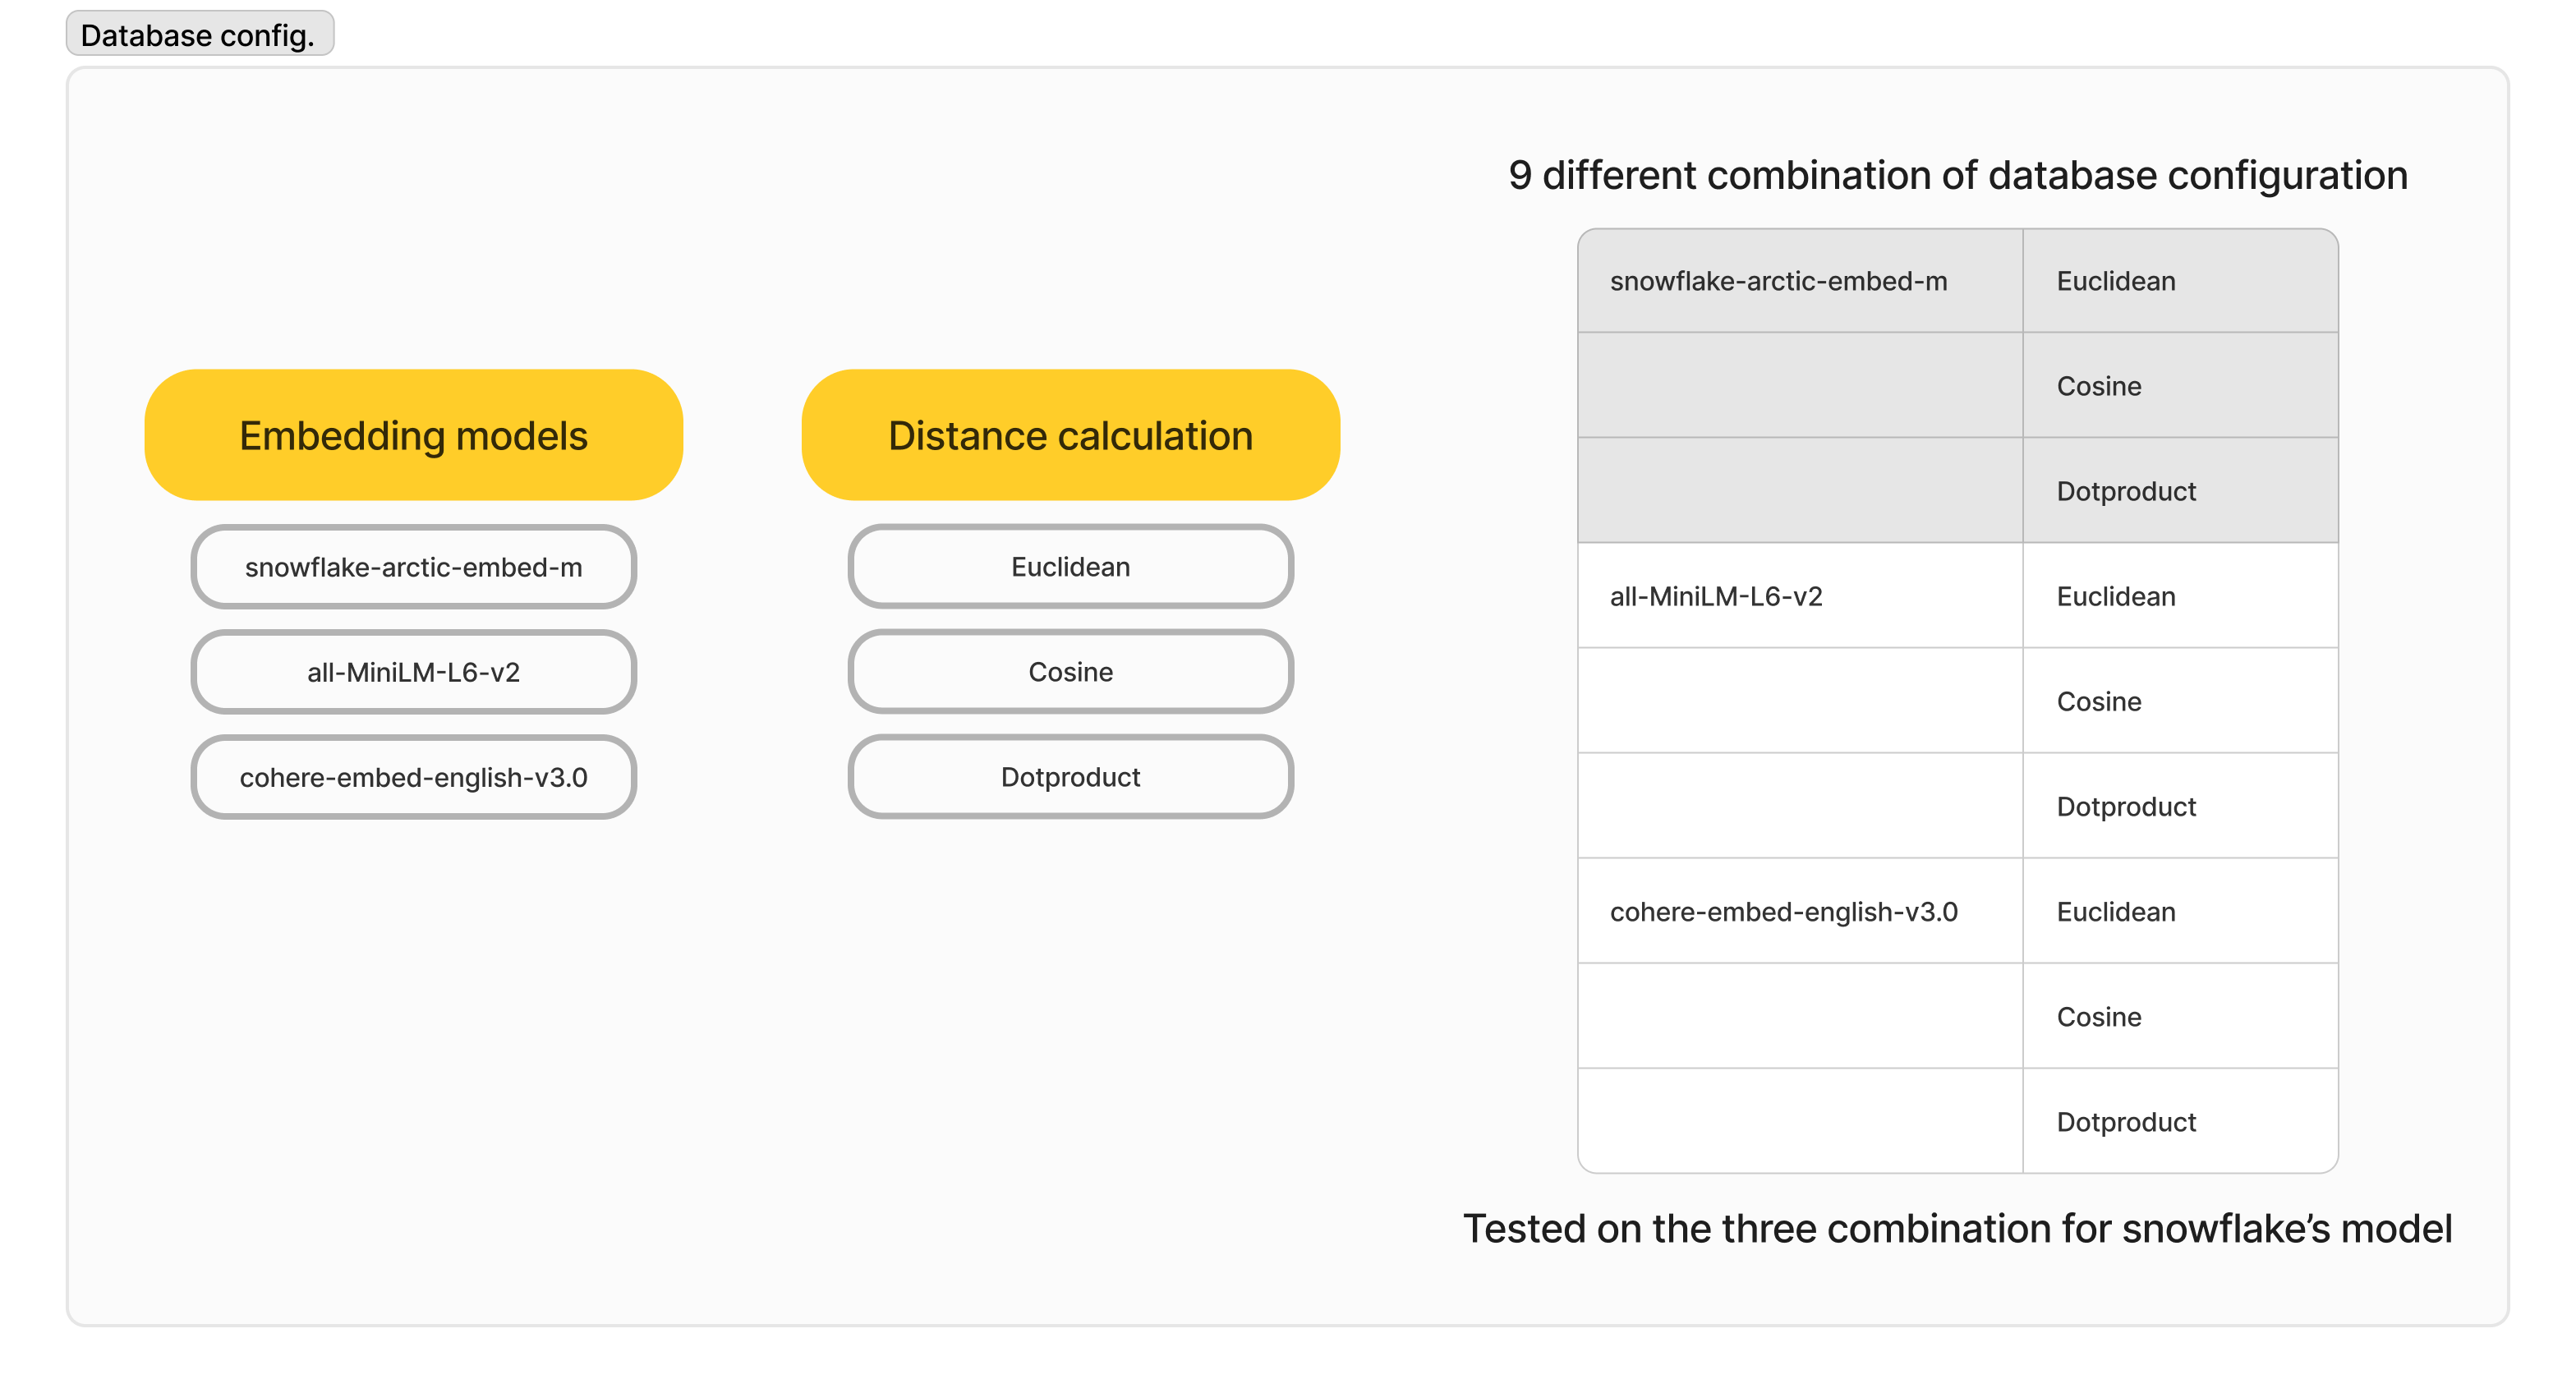 Database config.
Embedding models
snowflake-arctic-embed-m
all-MiniLM-L6-v2
cohere-embed-english-v3.0
Distance calculation
Euclidean
Cosine
Dotproduct
9 different combination of database configuration
snowflake-arctic-embed-m Euclidean
Cosine
Dotproduct
all-MiniLM-L6-v2 Euclidean
Cosine
Dotproduct
cohere-embed-english-v3.0 Euclidean
Cosine
Dotproduct
Tested on the three combination for snowflake’s model